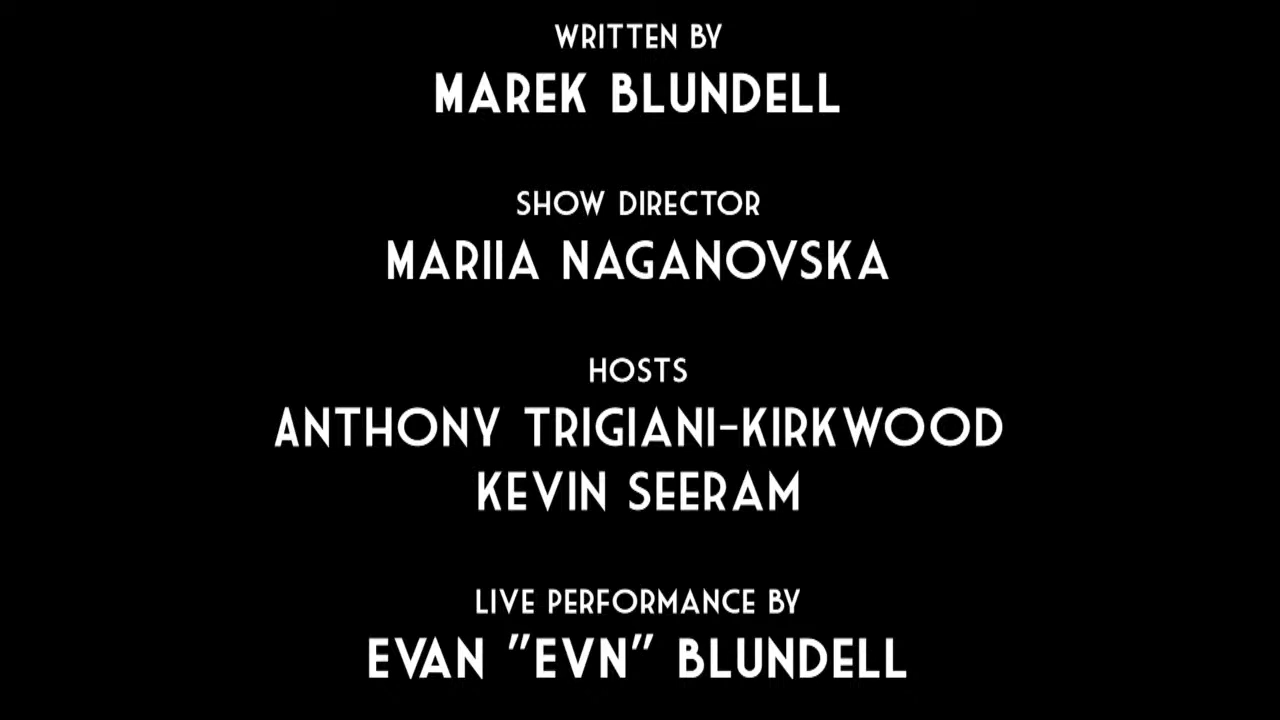 WRITTEN BY
MAREK BLUNDELL
SHOW DIRECTOR
MARIIA NAGANOVSKA
HOSTS
ANTHONY TRIGIANI-KIRKWOOD
KEVIN SEERAM
LIVE PERFORMANCE BY
EVAN "EVN" BLUNDELL